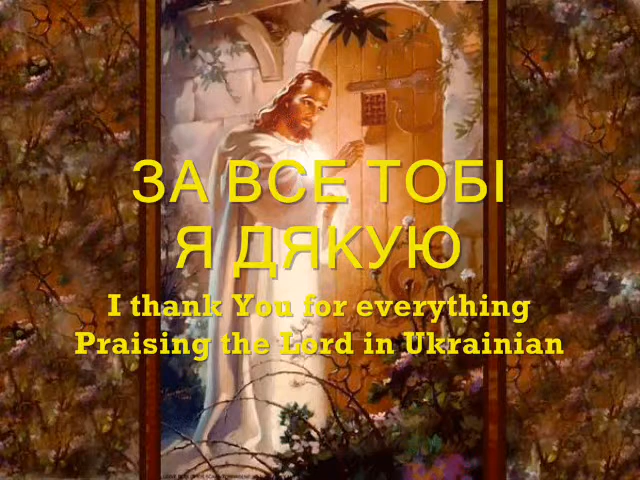 ЗА ВСЕ ТОБІ
Я ДЯКУЮ
I thank You for everything
Praising the Lord in Ukrainian